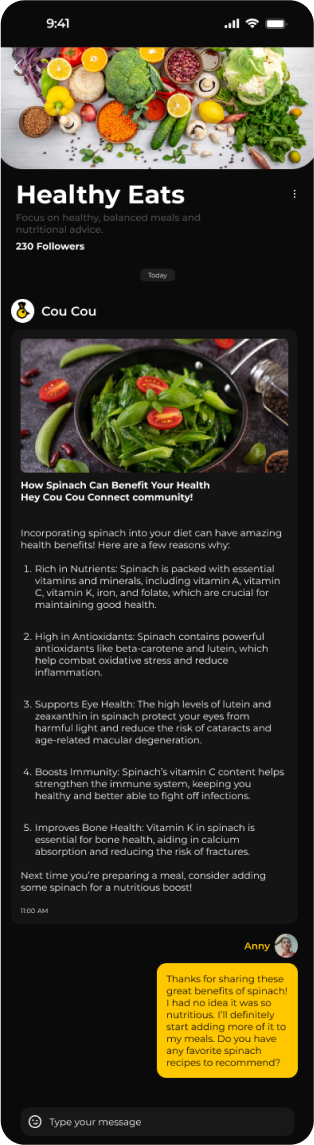 9:41
Healthy Eats
Focus on healthy, balanced meals and
nutritional advice.
230 Followers
Today
Cou Cou
How Spinach Can Benefit Your Health
Hey Cou Cou Connect community!
Incorporating spinach into your diet can have amazing
health benefits! Here are a few reasons why:
1. Rich in Nutrients: Spinach is packed with essential
vitamins and minerals, including vitamin A, vitamin
C, vitamin K, iron, and folate, which are crucial for
maintaining good health.
2. High in Antioxidants: Spinach contains powerful
antioxidants like beta-carotene and lutein, which
help combat oxidative stress and reduce
inflammation.
3. Supports Eye Health: The high levels of lutein and
zeaxanthin in spinach protect your eyes from
harmful light and reduce the risk of cataracts and
age-related macular degeneration.
4. Boosts Immunity: Spinach’s vitamin C content helps
strengthen the immune system, keeping you
healthy and better able to fight off infections.
5. Improves Bone Health: Vitamin K in spinach is
essential for bone health, aiding in calcium
absorption and reducing the risk of fractures.
Next time you’re preparing a meal, consider adding
some spinach for a nutritious boost!
11:00 AM
Anny
Thanks for sharing these
great benefits of spinach!
I had no idea it was so
nutritious. I’ll definitely
start adding more of it to
my meals. Do you have
any favorite spinach
recipes to recommend?
Type your message